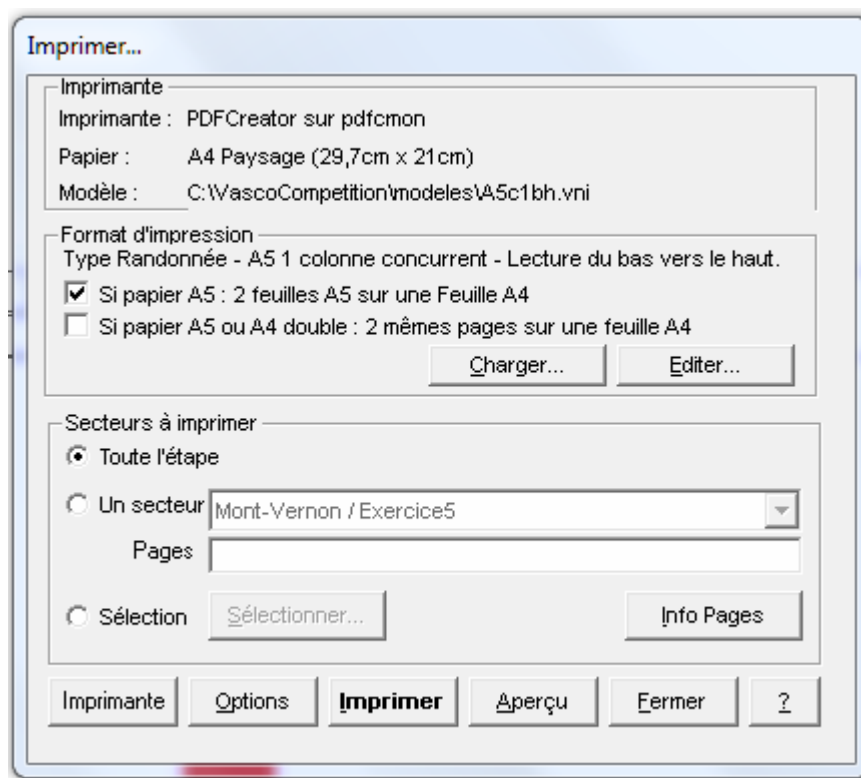 Imprimer...
Imprimante
Imprimante : PDFCreator sur pdfcmon
Papier : A4 Paysage (29,7cm x 21cm)
Modèle : C:\VascoCompetition\modeles\A5c1bh.vni
Format d'impression
Type Randonnée - A5 1 colonne concurrent - Lecture du bas vers le haut.
Si papier A5 : 2 feuilles A5 sur une Feuille A4
Si papier A5 ou A4 double : 2 mêmes pages sur une feuille A4
Charger... Editer...
Secteurs à imprimer
Toute l'étape
Un secteur Mont-Vernon / Exercice5
Pages
Sélection Sélectionner... Info Pages
Imprimante Options Imprimer Aperçu Fermer ?